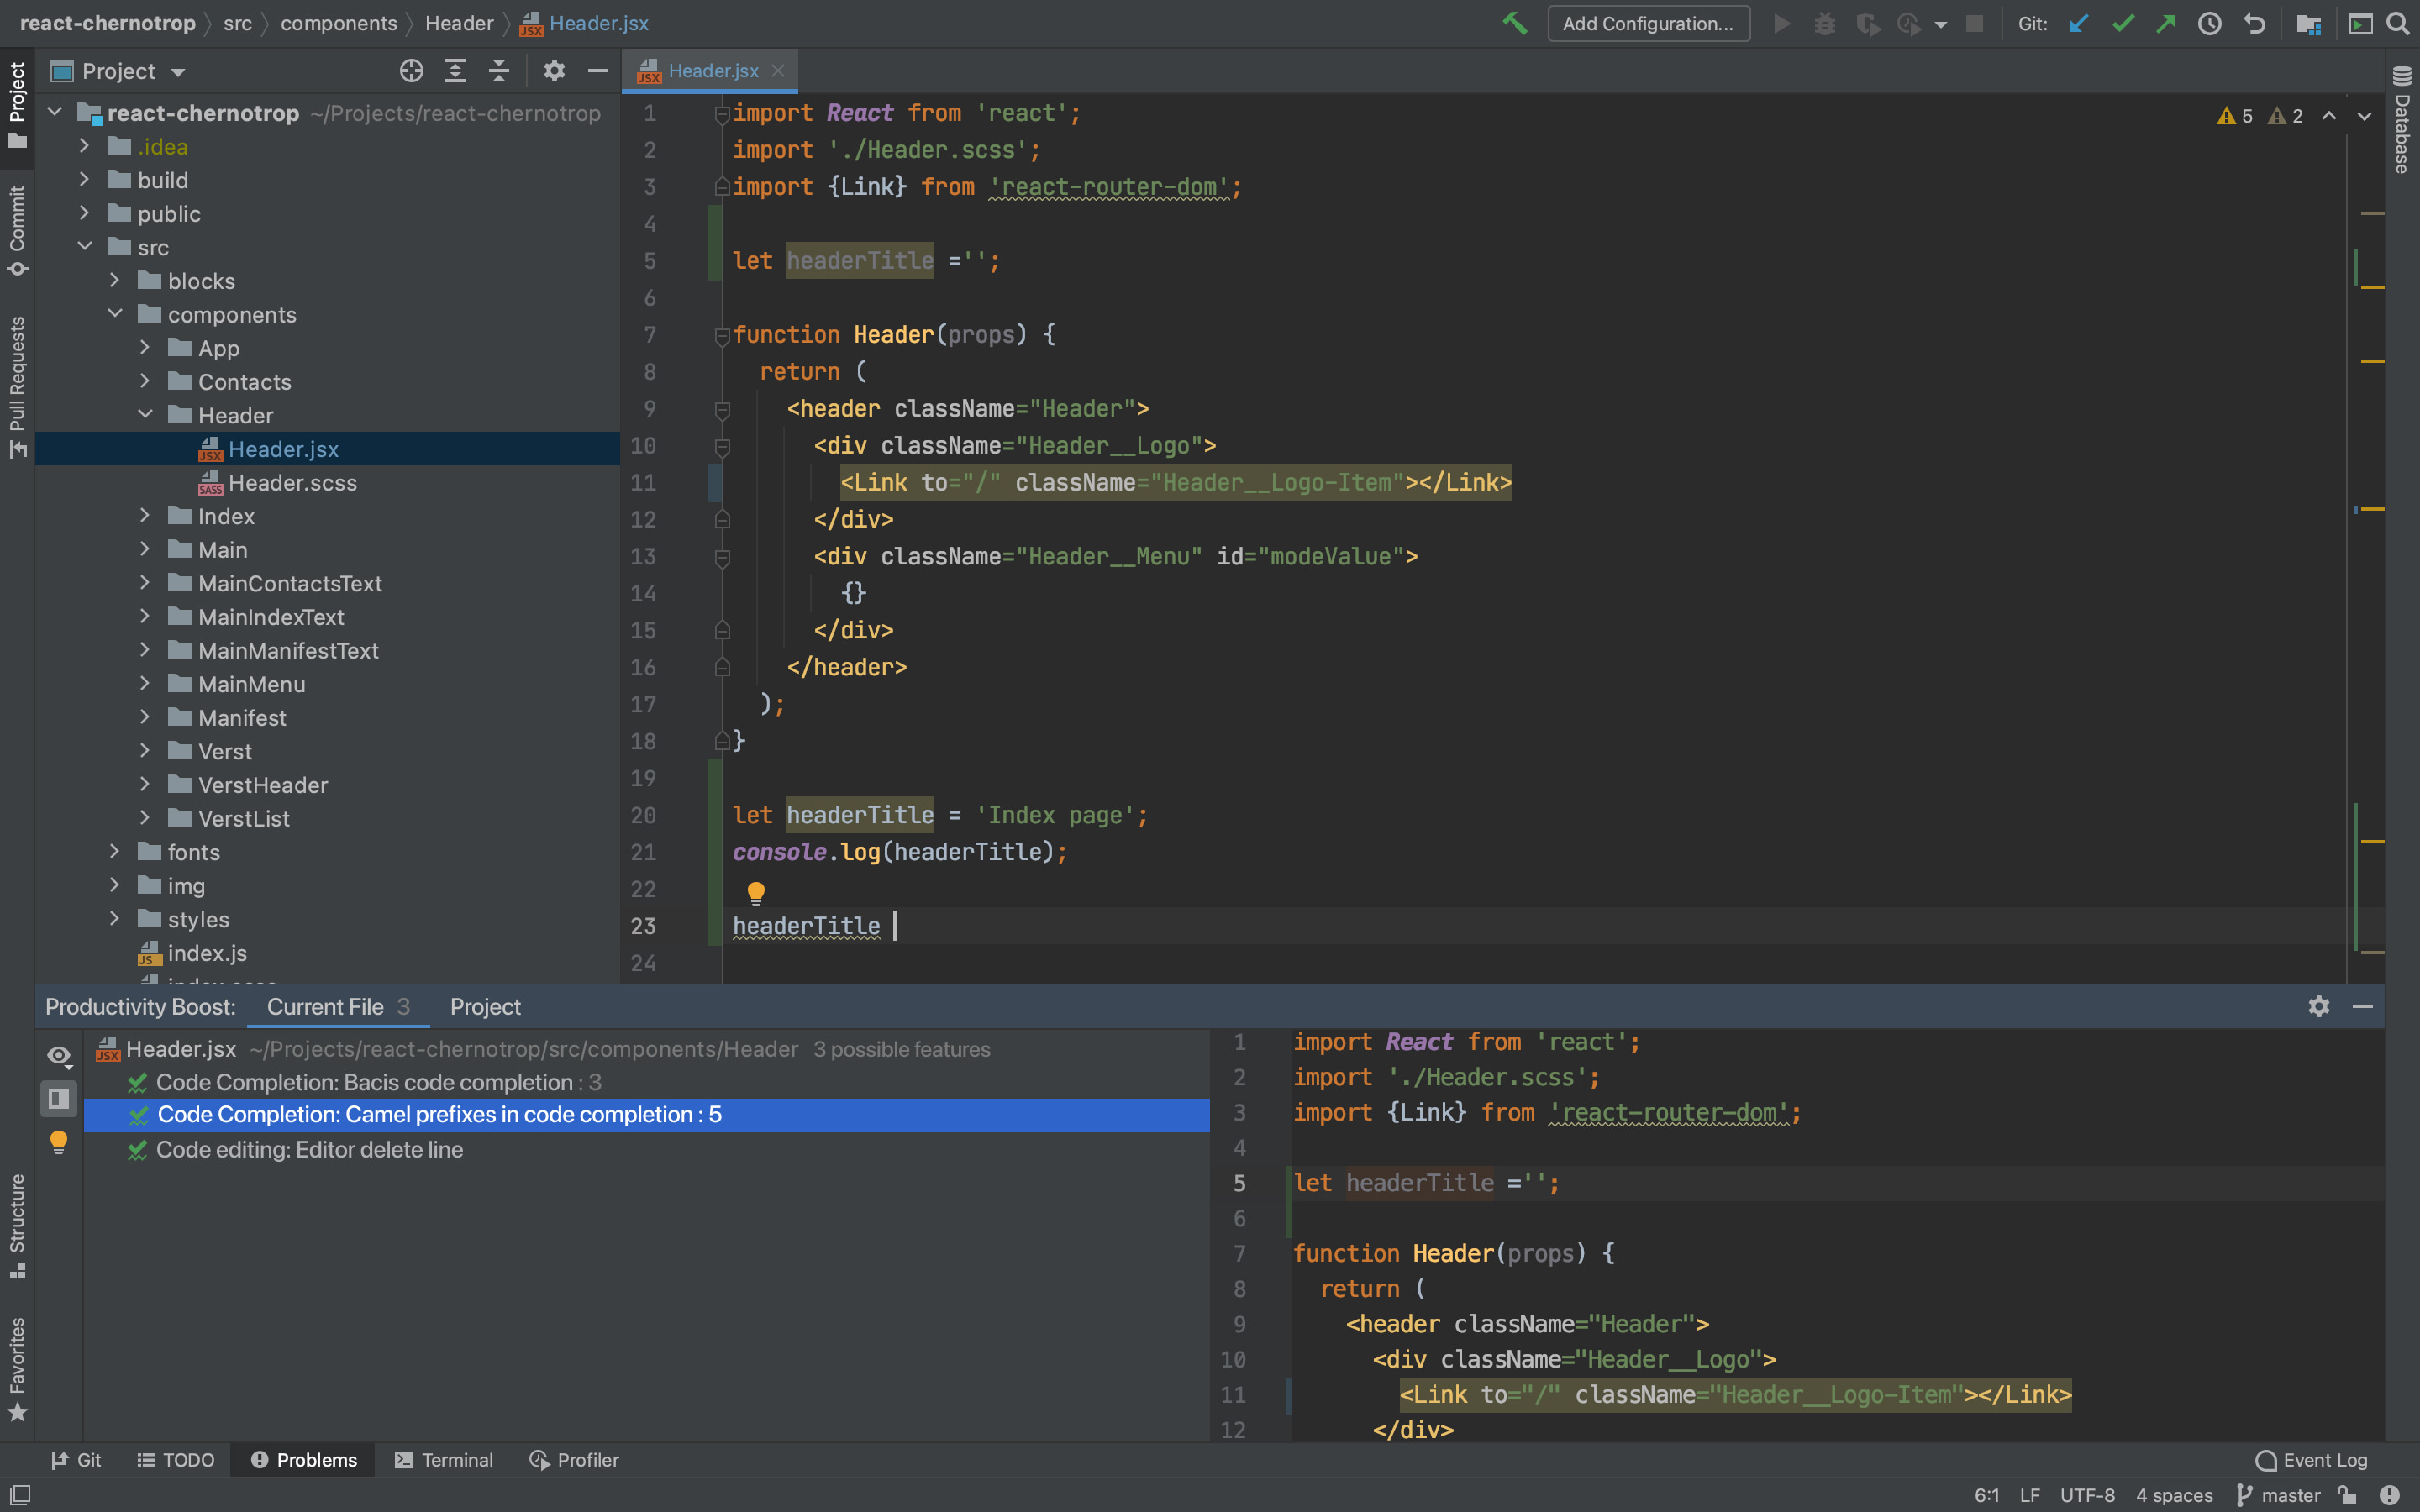 react-chernotrop src components Header JSX Header.jsx Add Configuration... Git:
Project
Commit
Pull Requests
Structure
Favorites
Project
react-chernotrop ~/Projects/react-chernotrop
.idea
build
public
src
blocks
components
App
Contacts
Header
JSX Header.jsx
SASS Header.scss
Index
Main
MainContactsText
MainIndexText
MainManifestText
MainMenu
Manifest
Verst
VerstHeader
VerstList
fonts
img
styles
JS index.js
JSX Header.jsx
5 2
1 import React from 'react';
2 import './Header.scss';
3 import {Link} from 'react-router-dom';
4
5 let headerTitle ='';
6
7 function Header(props) {
8 return (
9 <header className="Header">
10 <div className="Header__Logo">
11 <Link to="/" className="Header__Logo-Item"></Link>
12 </div>
13 <div className="Header__Menu" id="modeValue">
14 {}
15 </div>
16 </header>
17 );
18 }
19
20 let headerTitle = 'Index page';
21 console.log(headerTitle);
22
23 headerTitle
24
Database
Productivity Boost: Current File 3 Project
JSX Header.jsx ~/Projects/react-chernotrop/src/components/Header 3 possible features
Code Completion: Bacis code completion : 3
Code Completion: Camel prefixes in code completion : 5
Code editing: Editor delete line
1 import React from 'react';
2 import './Header.scss';
3 import {Link} from 'react-router-dom';
4
5 let headerTitle ='';
6
7 function Header(props) {
8 return (
9 <header className="Header">
10 <div className="Header__Logo">
11 <Link to="/" className="Header__Logo-Item"></Link>
12 </div>
Git TODO Problems Terminal Profiler Event Log
6:1 LF UTF-8 4 spaces master